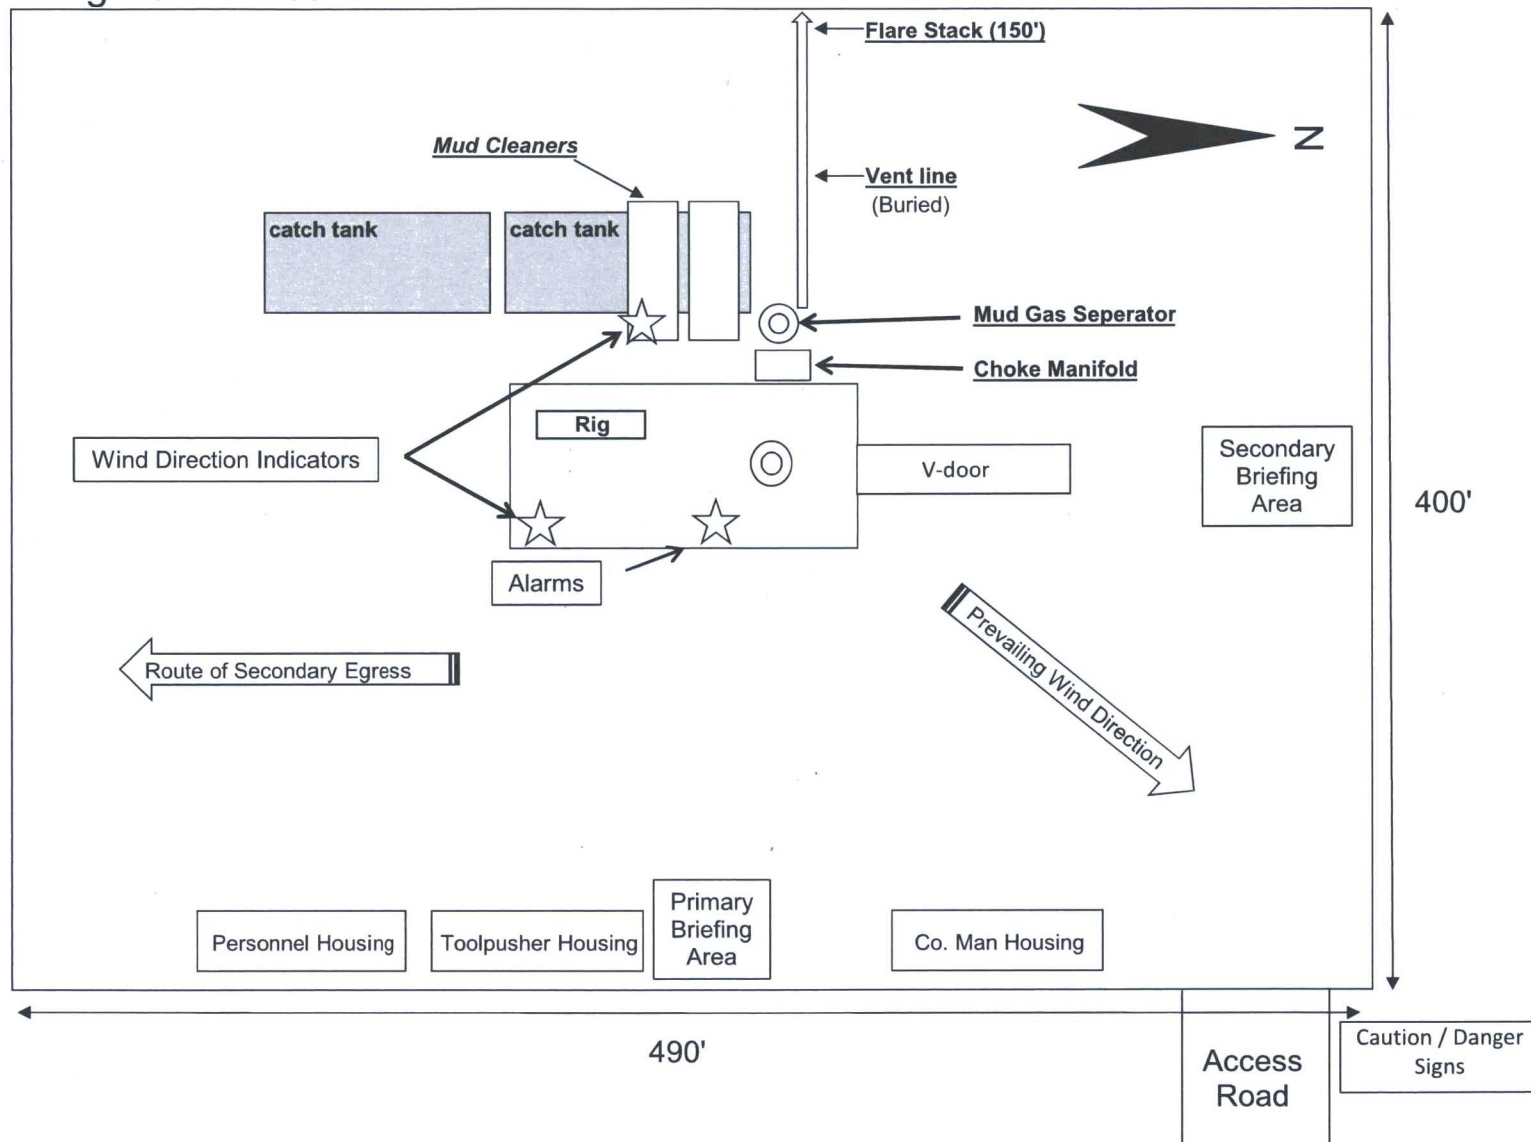 Flare Stack (150')
N
Mud Cleaners
Vent line
(Buried)
catch tank
catch tank
Mud Gas Seperator
Choke Manifold
Rig
Wind Direction Indicators
V-door
Secondary
Briefing
Area
400'
Alarms
Prevailing Wind Direction
Route of Secondary Egress
Personnel Housing
Toolpusher Housing
Primary
Briefing
Area
Co. Man Housing
490'
Access
Road
Caution / Danger
Signs